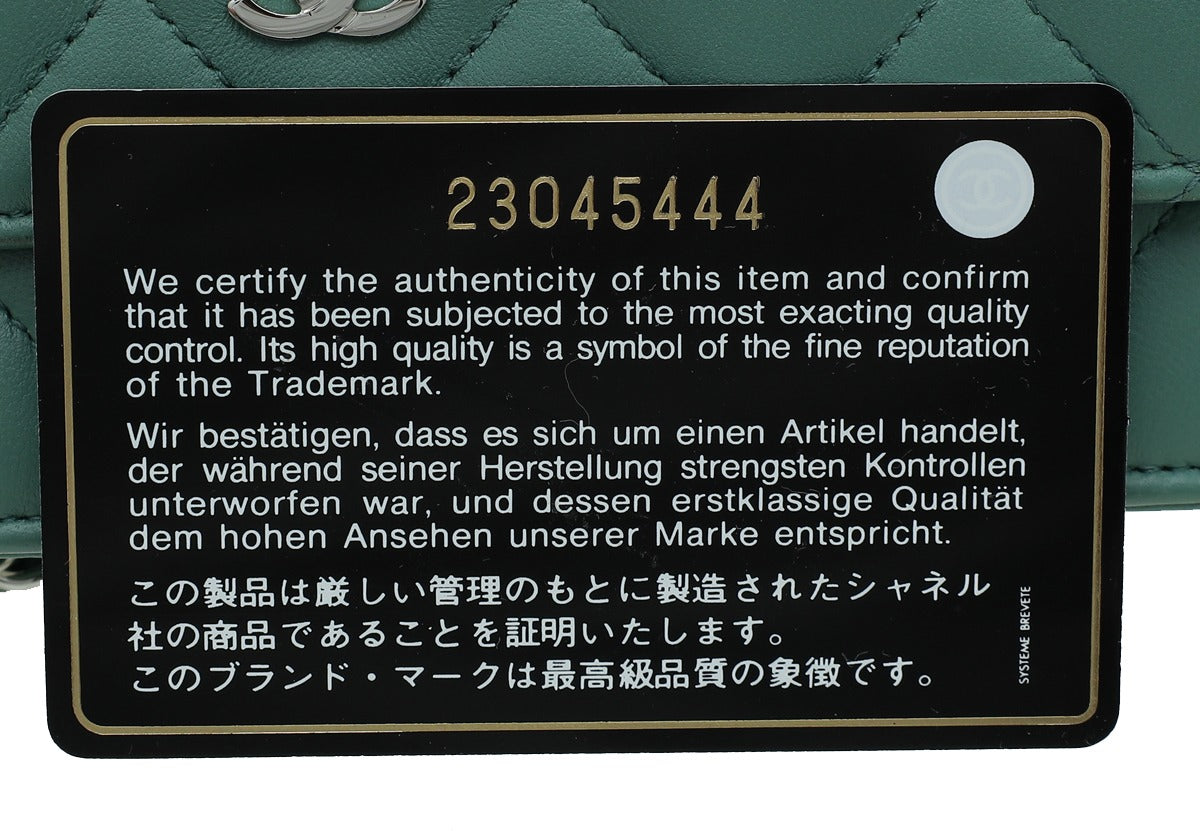 23045444
We certify the authenticity of this item and confirm
that it has been subjected to the most exacting quality
control. Its high quality is a symbol of the fine reputation
of the Trademark.
Wir bestätigen, dass es sich um einen Artikel handelt,
der während seiner Herstellung strengsten Kontrollen
unterworfen war, und dessen erstklassige Qualität
dem hohen Ansehen unserer Marke entspricht.
この製品は厳しい管理のもとに製造されたシャネル
社の商品であることを証明いたします。
このブランド・マークは最高級品質の象徴です。
SYSTEME BREVETE